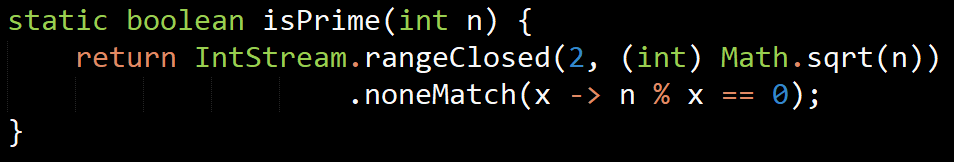 static boolean isPrime(int n) {
    return IntStream.rangeClosed(2, (int) Math.sqrt(n))
                    .noneMatch(x -> n % x == 0);
}